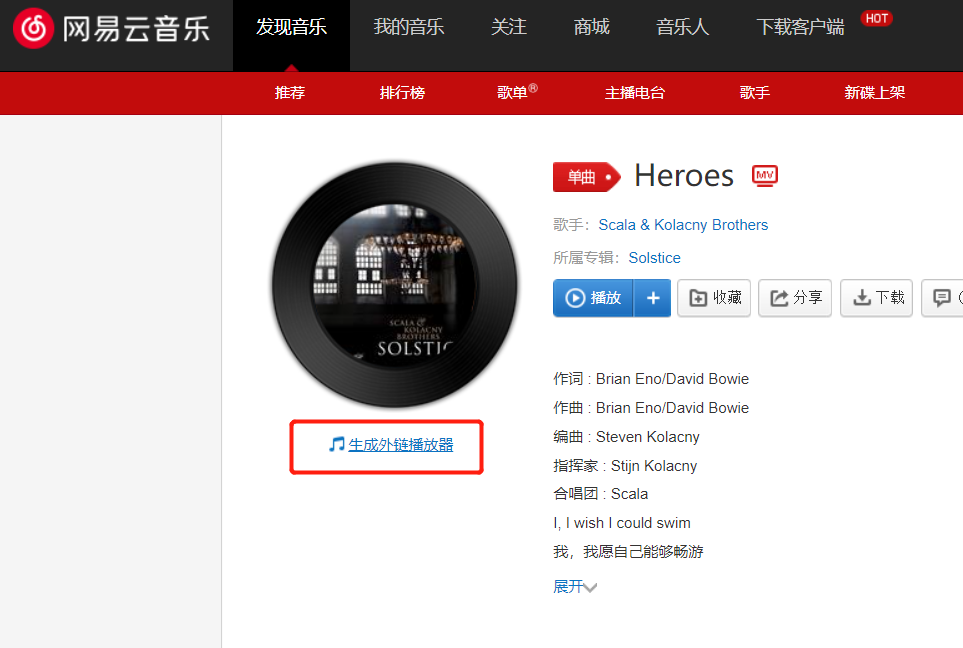 网易云音乐
发现音乐 我的音乐 关注 商城 音乐人 下载客户端 HOT
推荐 排行榜 歌单® 主播电台 歌手 新碟上架
单曲 Heroes MV
歌手：Scala & Kolacny Brothers
所属专辑：Solstice
播放 + 收藏 分享 下载
SCALA &
KOLACNY
BROTHERS
SOLSTIC
生成外链播放器
作词 : Brian Eno/David Bowie
作曲 : Brian Eno/David Bowie
编曲 : Steven Kolacny
指挥家 : Stijn Kolacny
合唱团 : Scala
I, I wish I could swim
我，我愿自己能够畅游
展开